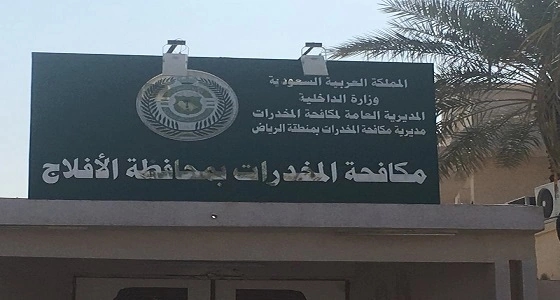 المملكة العربية السعودية
وزارة الداخلية
المديرية العامة لمكافحة المخدرات
مديرية مكافحة المخدرات بمنطقة الرياض
مكافحة المخدرات بمحافظة الأفلاج